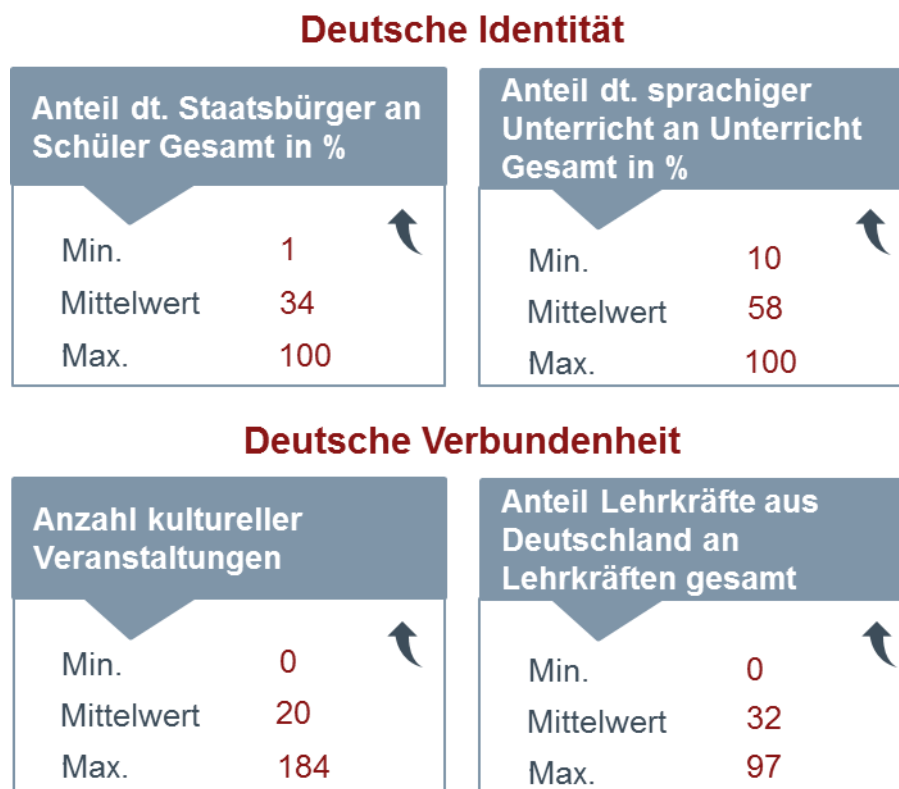 Deutsche Identität
Anteil dt. Staatsbürger an
Schüler Gesamt in %
Min. 1
Mittelwert 34
Max. 100
Anteil dt. sprachiger
Unterricht an Unterricht
Gesamt in %
Min. 10
Mittelwert 58
Max. 100
Deutsche Verbundenheit
Anzahl kultureller
Veranstaltungen
Min. 0
Mittelwert 20
Max. 184
Anteil Lehrkräfte aus
Deutschland an
Lehrkräften gesamt
Min. 0
Mittelwert 32
Max. 97